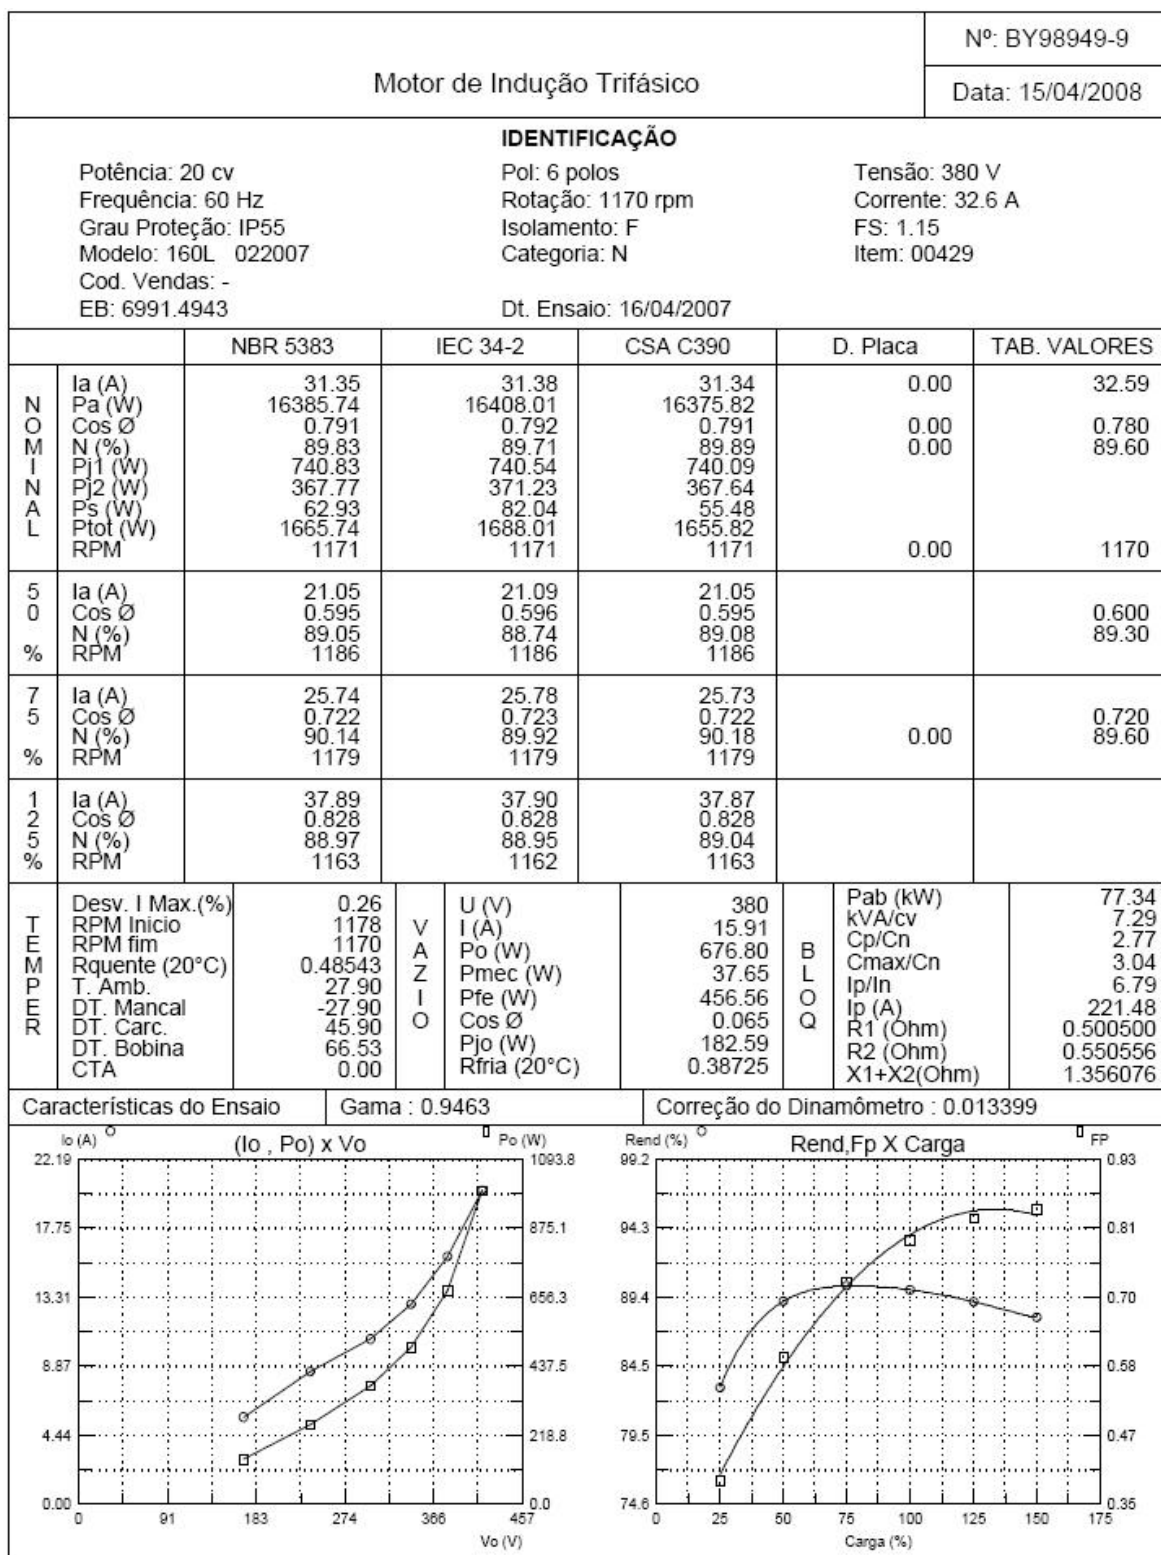 Motor de Indução Trifásico
Nº: BY98949-9
Data: 15/04/2008
IDENTIFICAÇÃO
Potência: 20 cv Pol: 6 polos Tensão: 380 V
Frequência: 60 Hz Rotação: 1170 rpm Corrente: 32.6 A
Grau Proteção: IP55 Isolamento: F FS: 1.15
Modelo: 160L 022007 Categoria: N Item: 00429
Cod. Vendas: -
EB: 6991.4943 Dt. Ensaio: 16/04/2007
NBR 5383 IEC 34-2 CSA C390 D. Placa TAB. VALORES
NOMINAL
Ia (A) 31.35 31.38 31.34 0.00 32.59
Pa (W) 16385.74 16408.01 16375.82
Cos Ø 0.791 0.792 0.791 0.00 0.780
N (%) 89.83 89.71 89.89 0.00 89.60
Pj1 (W) 740.83 740.54 740.09
Pj2 (W) 367.77 371.23 367.64
Ps (W) 62.93 82.04 55.48
Ptot (W) 1665.74 1688.01 1655.82
RPM 1171 1171 1171 0.00 1170
50 %
Ia (A) 21.05 21.09 21.05
Cos Ø 0.595 0.596 0.595 0.600
N (%) 89.05 88.74 89.08 89.30
RPM 1186 1186 1186
75 %
Ia (A) 25.74 25.78 25.73
Cos Ø 0.722 0.723 0.722 0.720
N (%) 90.14 89.92 90.18 0.00 89.60
RPM 1179 1179 1179
125%
Ia (A) 37.89 37.90 37.87
Cos Ø 0.828 0.828 0.828
N (%) 88.97 88.95 89.04
RPM 1163 1162 1163
TEMPER
Desv. I Max.(%) 0.26
RPM Inicio 1178
RPM fim 1170
Rquente (20°C) 0.48543
T. Amb. 27.90
DT. Mancal -27.90
DT. Carc. 45.90
DT. Bobina 66.53
CTA 0.00
VAZIO
U (V) 380
I (A) 15.91
Po (W) 676.80
Pmec (W) 37.65
Pfe (W) 456.56
Cos Ø 0.065
Pjo (W) 182.59
Rfria (20°C) 0.38725
BLOQ
Pab (kW) 77.34
kVA/cv 7.29
Cp/Cn 2.77
Cmax/Cn 3.04
Ip/In 6.79
Ip (A) 221.48
R1 (Ohm) 0.500500
R2 (Ohm) 0.550556
X1+X2(Ohm) 1.356076
Características do Ensaio Gama : 0.9463 Correção do Dinamômetro : 0.013399
Io (A) (Io , Po) x Vo Po (W)
22.19 1093.8
17.75 875.1
13.31 656.3
8.87 437.5
4.44 218.8
0.00 0.0
0 91 183 274 366 457
Vo (V)
Rend (%) Rend,Fp X Carga FP
99.2 0.93
94.3 0.81
89.4 0.70
84.5 0.58
79.5 0.47
74.6 0.35
0 25 50 75 100 125 150 175
Carga (%)